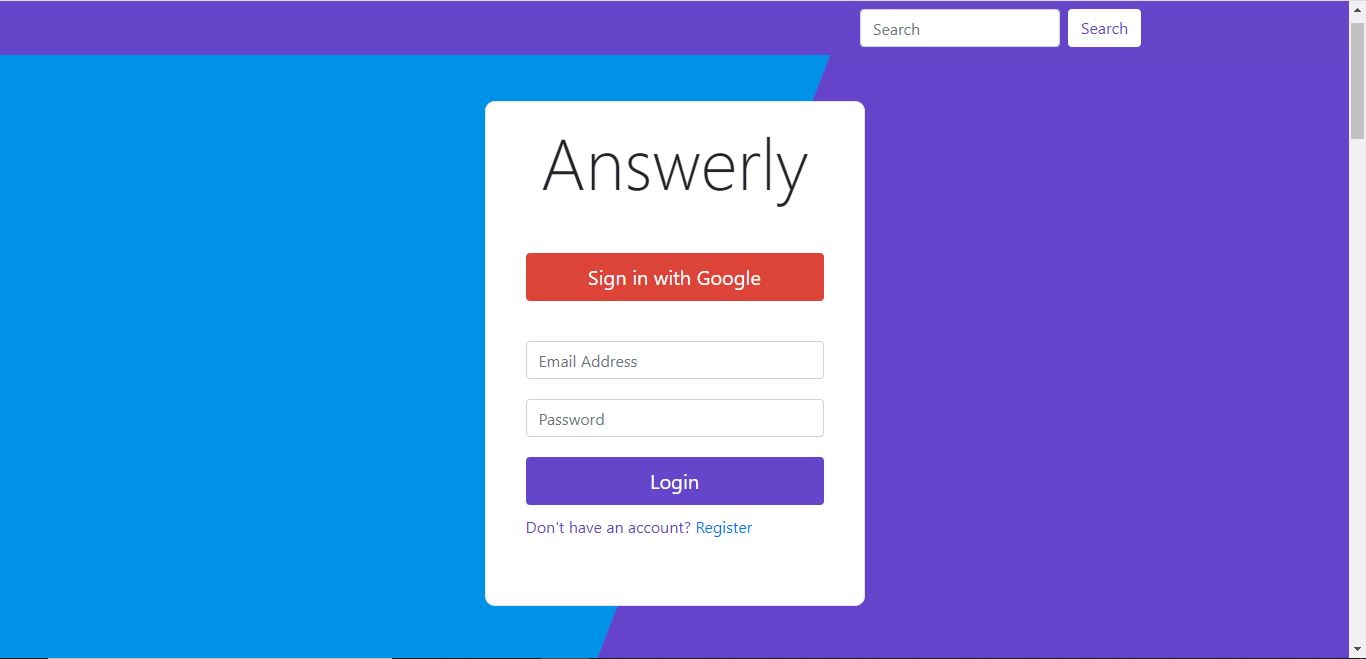 Search Search
Answerly
Sign in with Google
Email Address
Password
Login
Don't have an account? Register